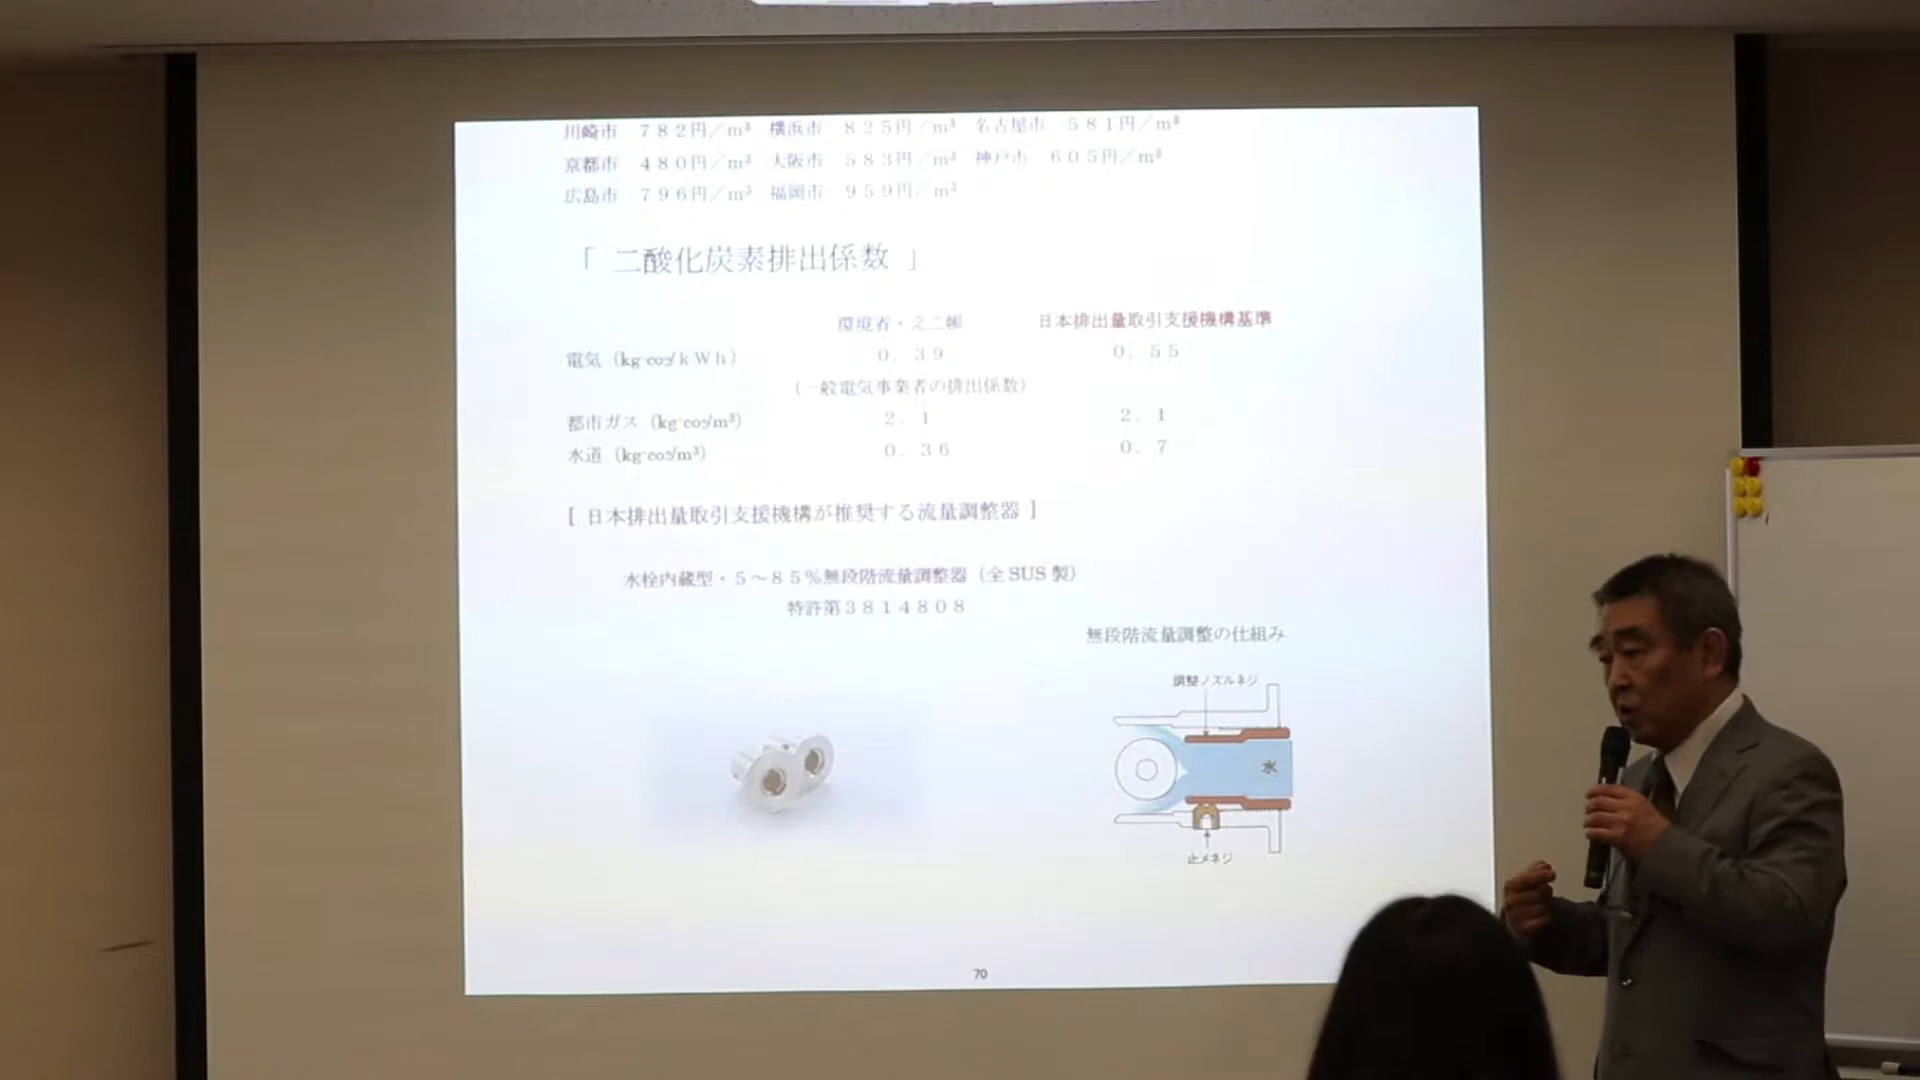 川崎市　７８２円／m³　横浜市　８２５円／m³　名古屋市　５８１円／m³
京都市　４８０円／m³　大阪市　５８３円／m³　神戸市　６０５円／m³
広島市　７９６円／m³　福岡市　９５９円／m³
「 二酸化炭素排出係数 」
環境省・えこ帳　日本排出量取引支援機構基準
電気（kg-co₂/ｋＷｈ）　０．３９　０．５５
（一般電気事業者の排出係数）
都市ガス（kg-co₂/m³）　２．１　２．１
水道（kg-co₂/m³）　０．３６　０．７
[ 日本排出量取引支援機構が推奨する流量調整器 ]
水栓内蔵型・５～８５％無段階流量調整器（全SUS製）
特許第３８１４８０８
無段階流量調整の仕組み
調整ノズルネジ
水
止メネジ
70